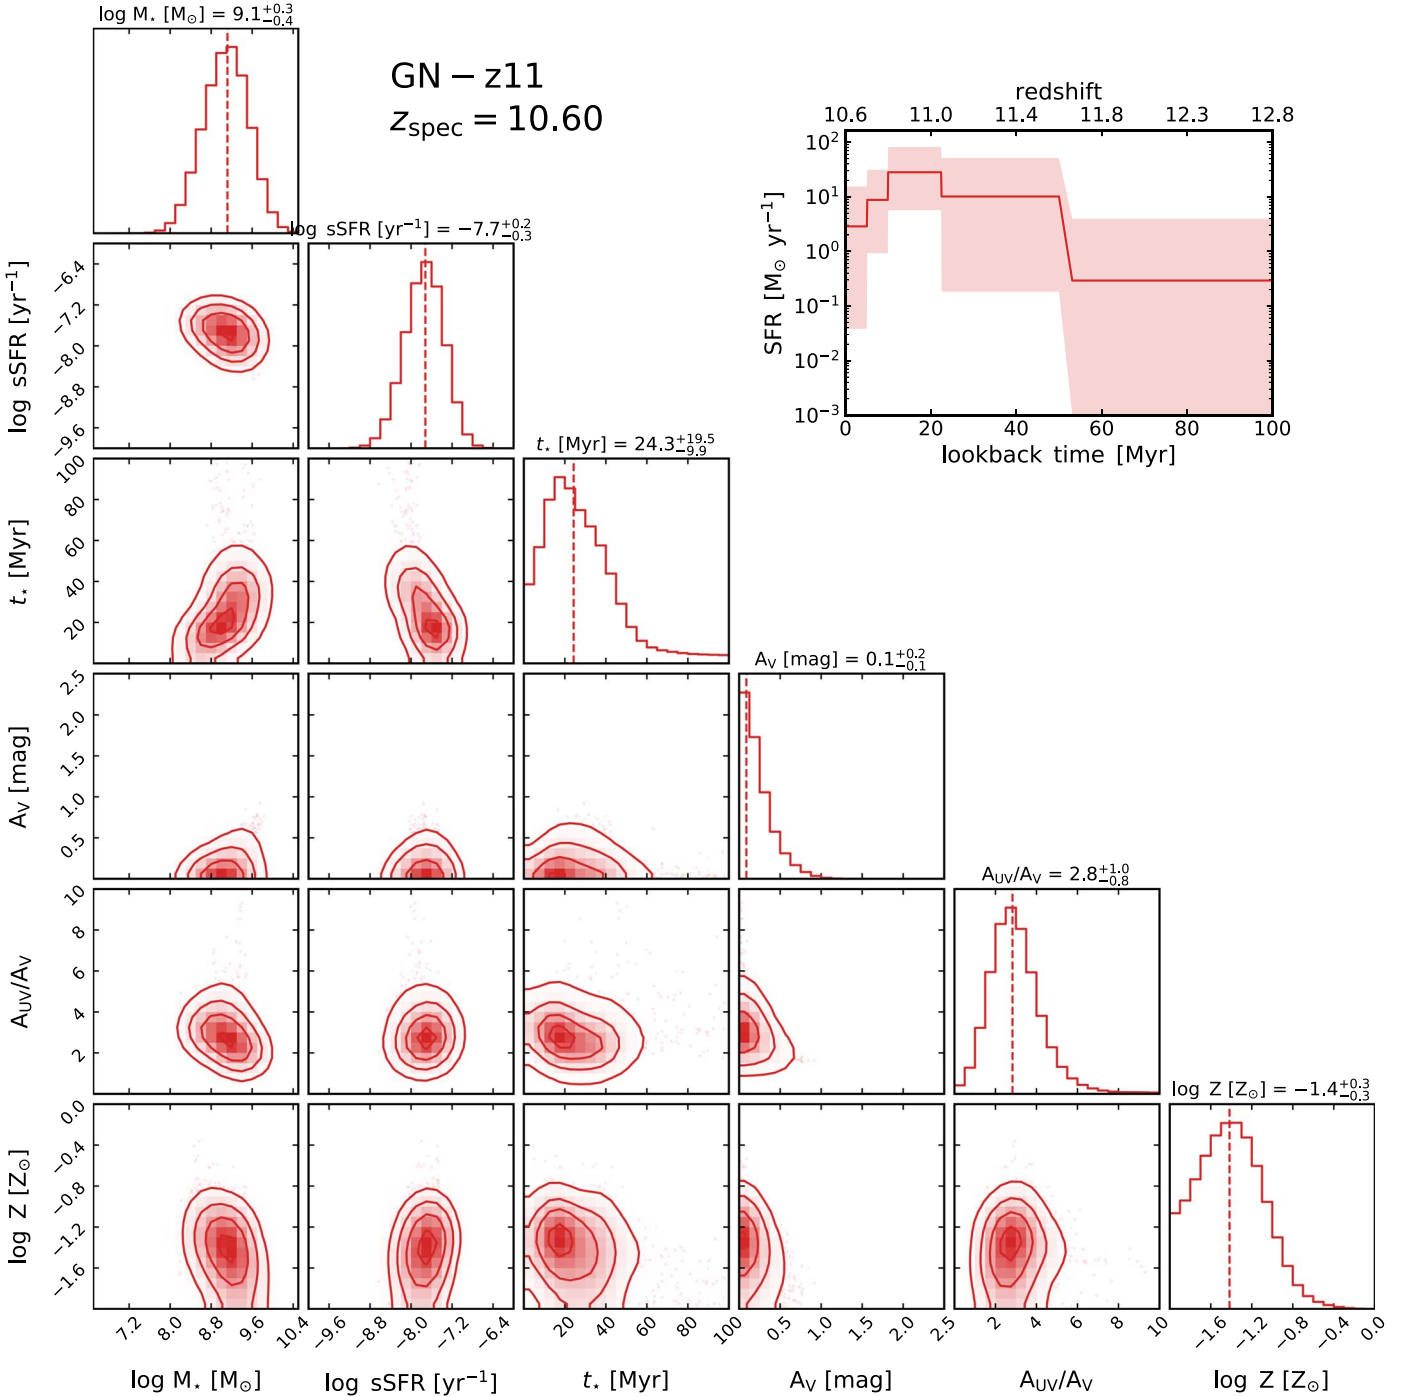 log M⋆ [M⊙] = 9.1+0.3−0.4
GN − z11
zspec = 10.60
redshift
10.6 11.0 11.4 11.8 12.3 12.8
SFR [M⊙ yr−1]
10^2
10^1
10^0
10^−1
10^−2
10^−3
0 20 40 60 80 100
lookback time [Myr]
log sSFR [yr−1] = −7.7+0.2−0.3
log sSFR [yr−1]
−6.4
−7.2
−8.0
−8.8
−9.6
t⋆ [Myr] = 24.3+19.5−9.9
t⋆ [Myr]
100
80
60
40
20
AV [mag] = 0.1+0.2−0.1
AV [mag]
2.5
2.0
1.5
1.0
0.5
AUV/AV = 2.8+1.0−0.8
AUV/AV
10
8
6
4
2
log Z [Z⊙] = −1.4+0.3−0.3
log Z [Z⊙]
0.0
−0.4
−0.8
−1.2
−1.6
7.2 8.0 8.8 9.6 10.4
−9.6 −8.8 −8.0 −7.2 −6.4
20 40 60 80 100
0.5 1.0 1.5 2.0 2.5
2 4 6 8 10
−1.6 −1.2 −0.8 −0.4 0.0
log M⋆ [M⊙]
log sSFR [yr−1]
t⋆ [Myr]
AV [mag]
AUV/AV
log Z [Z⊙]